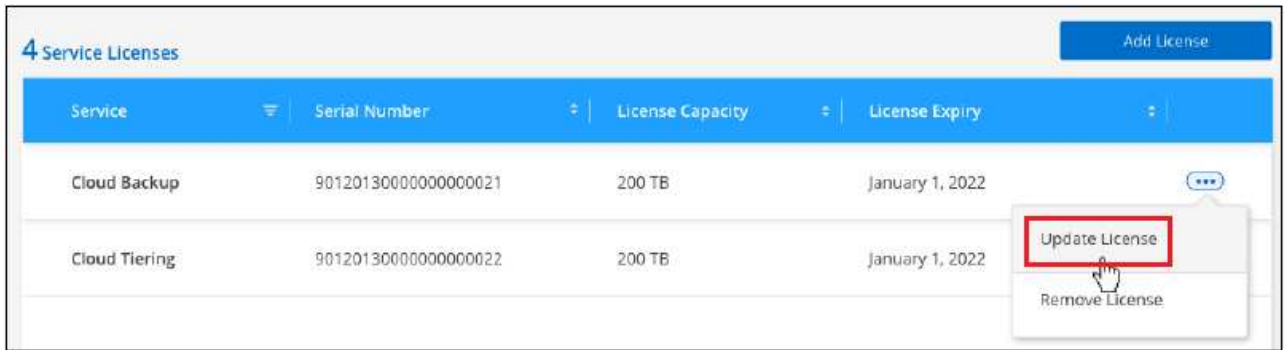 4 Service Licenses
Add License
Service Serial Number License Capacity License Expiry
Cloud Backup 90120130000000000021 200 TB January 1, 2022
Update License
Cloud Tiering 90120130000000000022 200 TB January 1, 2022
Remove License